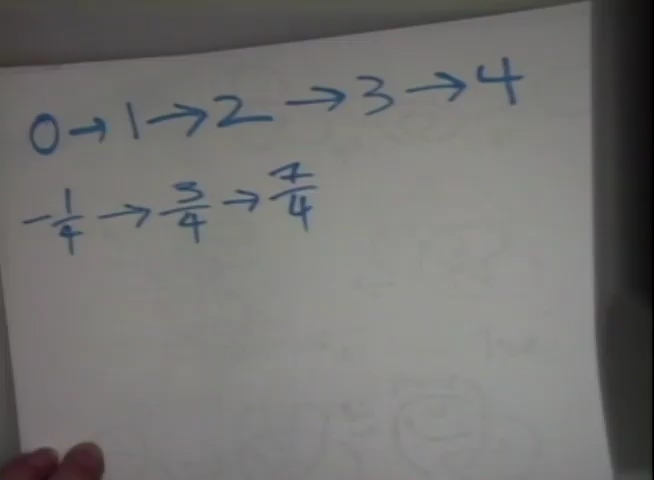 0 → 1 → 2 → 3 → 4
-1/4 → 3/4 → 7/4